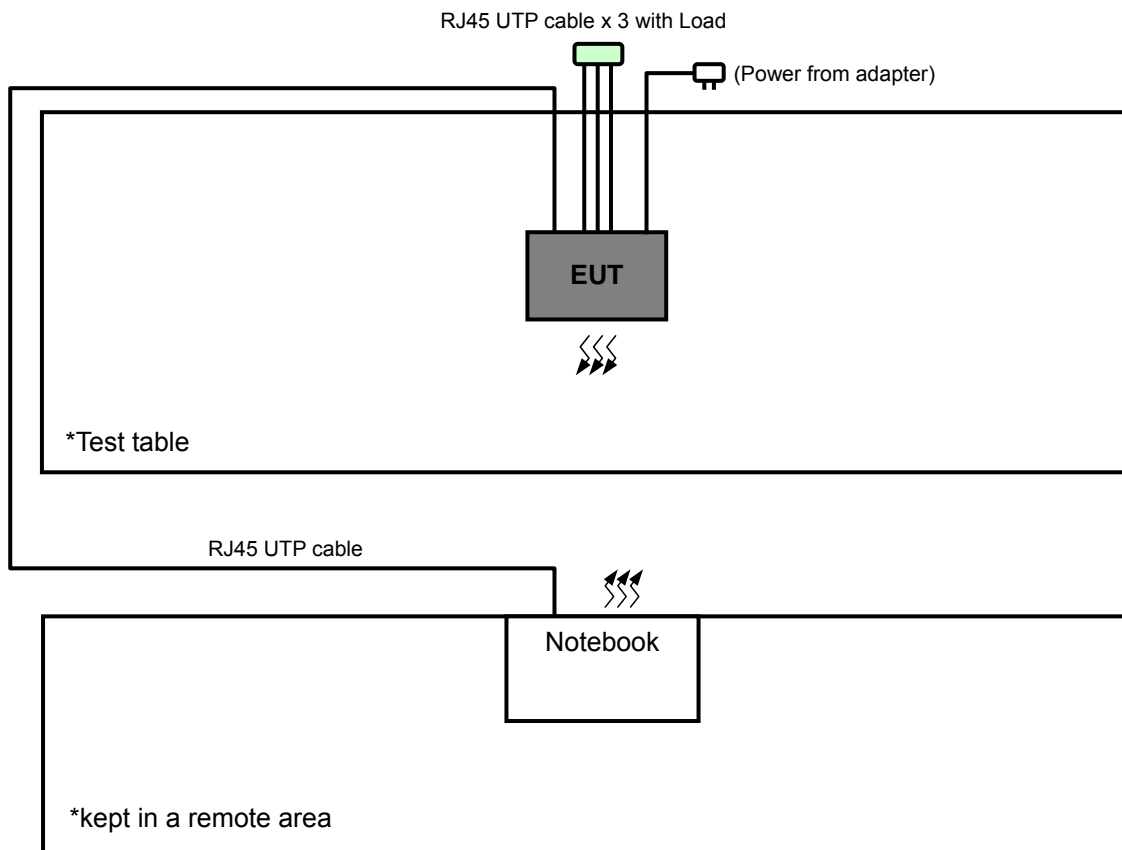 RJ45 UTP cable x 3 with Load
(Power from adapter)
EUT
*Test table
RJ45 UTP cable
Notebook
*kept in a remote area